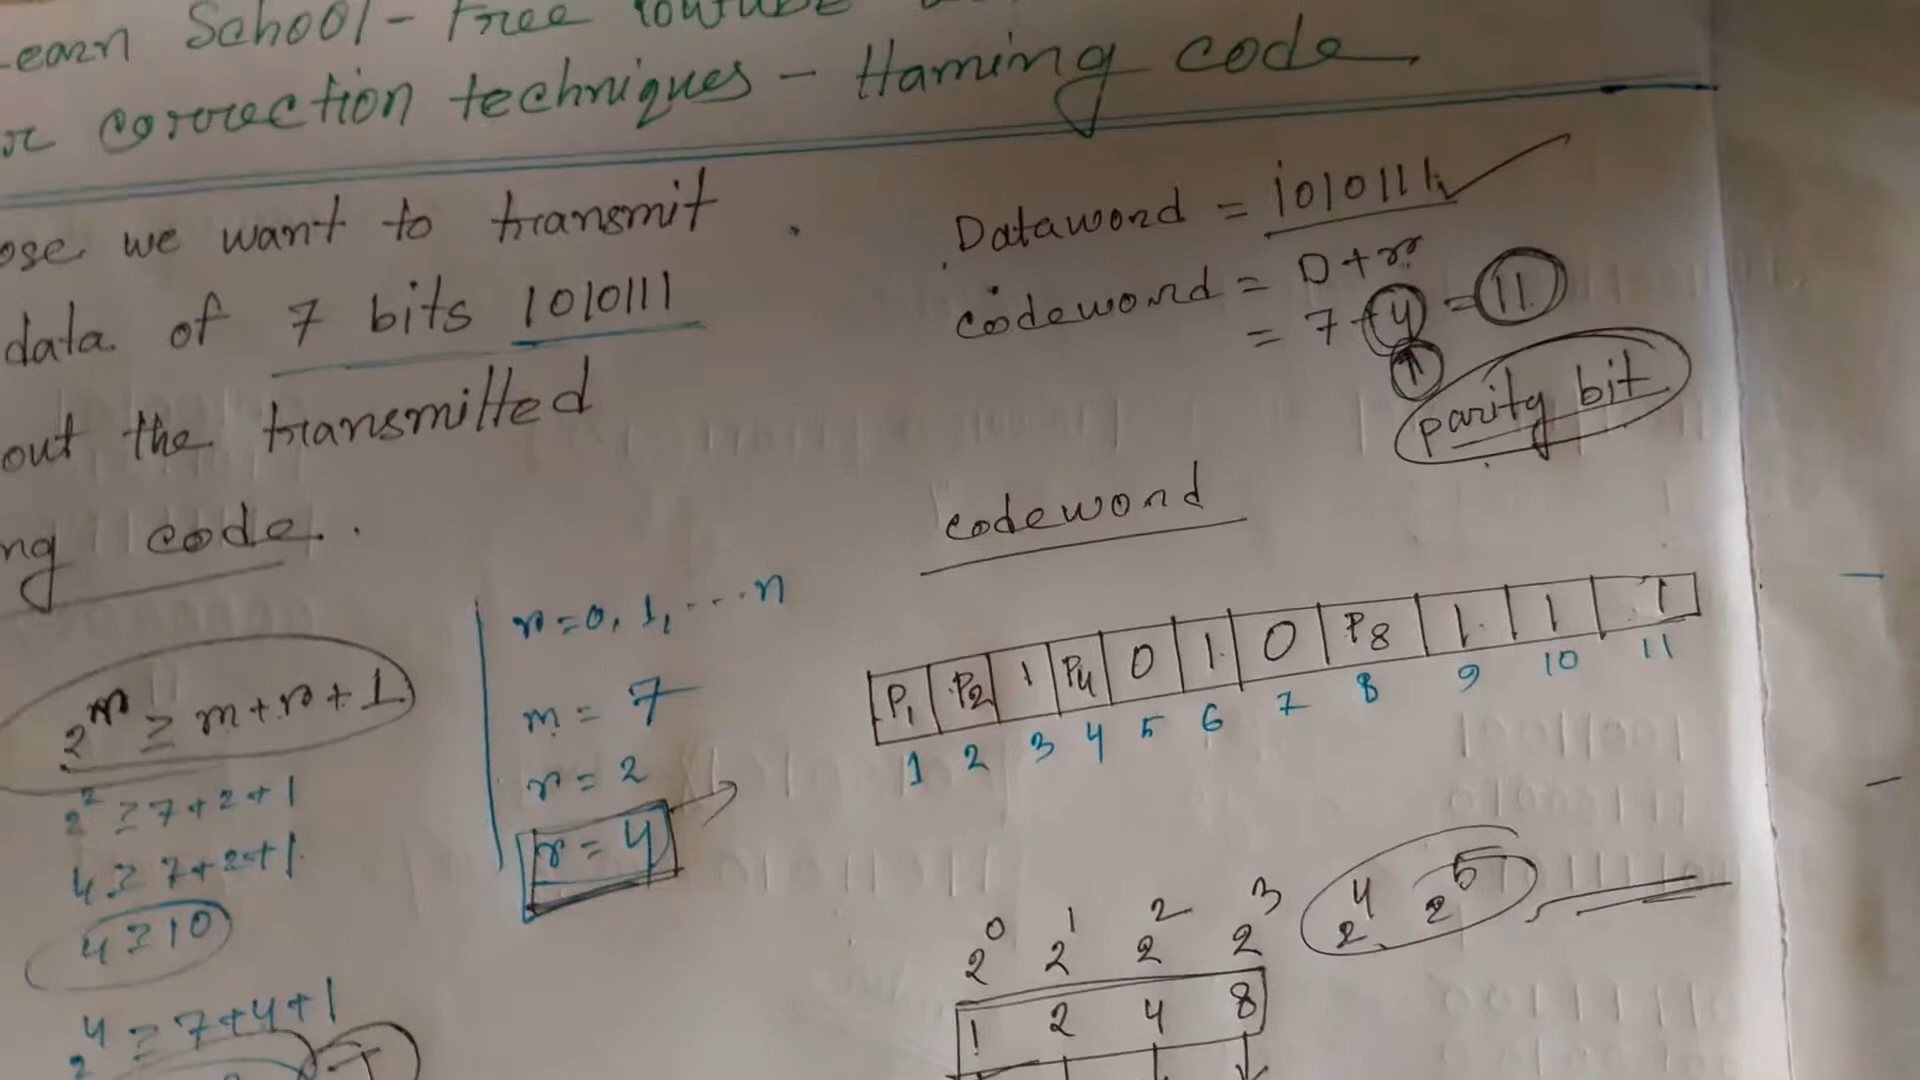 Learn School - Free YouTube
correction techniques - Haming code
we want to transmit
data of 7 bits 1010111
out the transmitted
code.
Dataword = 1010111
codeword = D + r
= 7 + 4 = 11
parity bit
codeword
P1 P2 1 P4 0 1 0 P8 1 1 1
1 2 3 4 5 6 7 8 9 10 11
2^r ≥ m + r + 1
2^2 ≥ 7 + 2 + 1
4 ≥ 7 + 2 + 1
4 ≥ 10
2^4 ≥ 7 + 4 + 1
r = 0, 1, ... n
m = 7
r = 2
r = 4
2^0 2^1 2^2 2^3 2^4 2^5
1 2 4 8